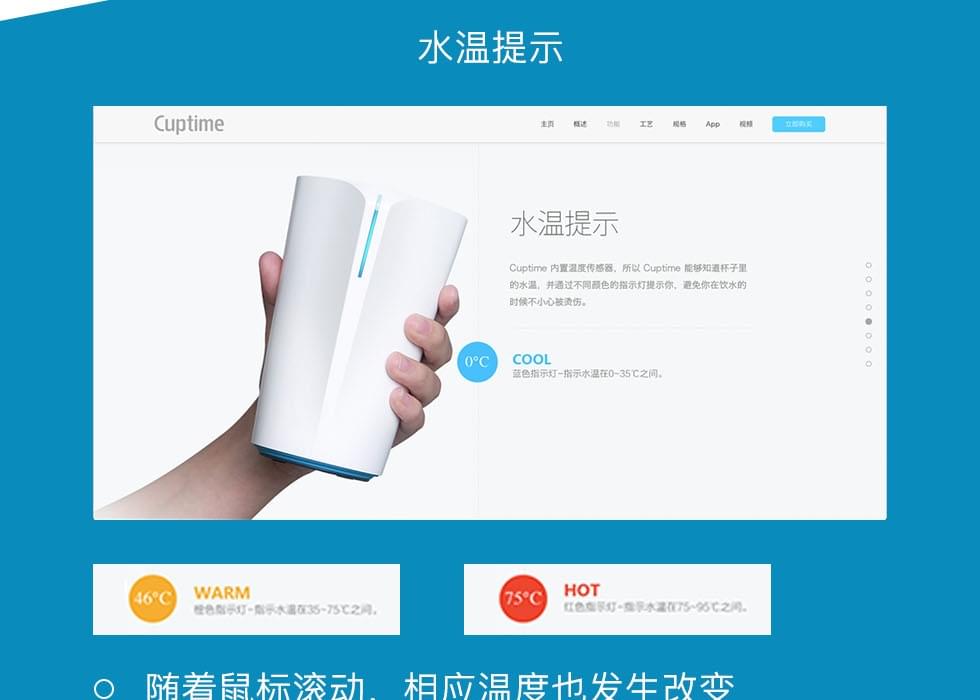 水温提示
Cuptime
主页 概述 功能 工艺 规格 App 视频 立即购买
水温提示
Cuptime 内置温度传感器，所以 Cuptime 能够知道杯子里
的水温，并通过不同颜色的指示灯提示你，避免你在饮水的
时候不小心被烫伤。
0°C
COOL
蓝色指示灯-指示水温在0~35℃之间。
46°C
WARM
橙色指示灯-指示水温在35~75℃之间。
75°C
HOT
红色指示灯-指示水温在75~95℃之间。
随着鼠标滚动，相应温度也发生改变